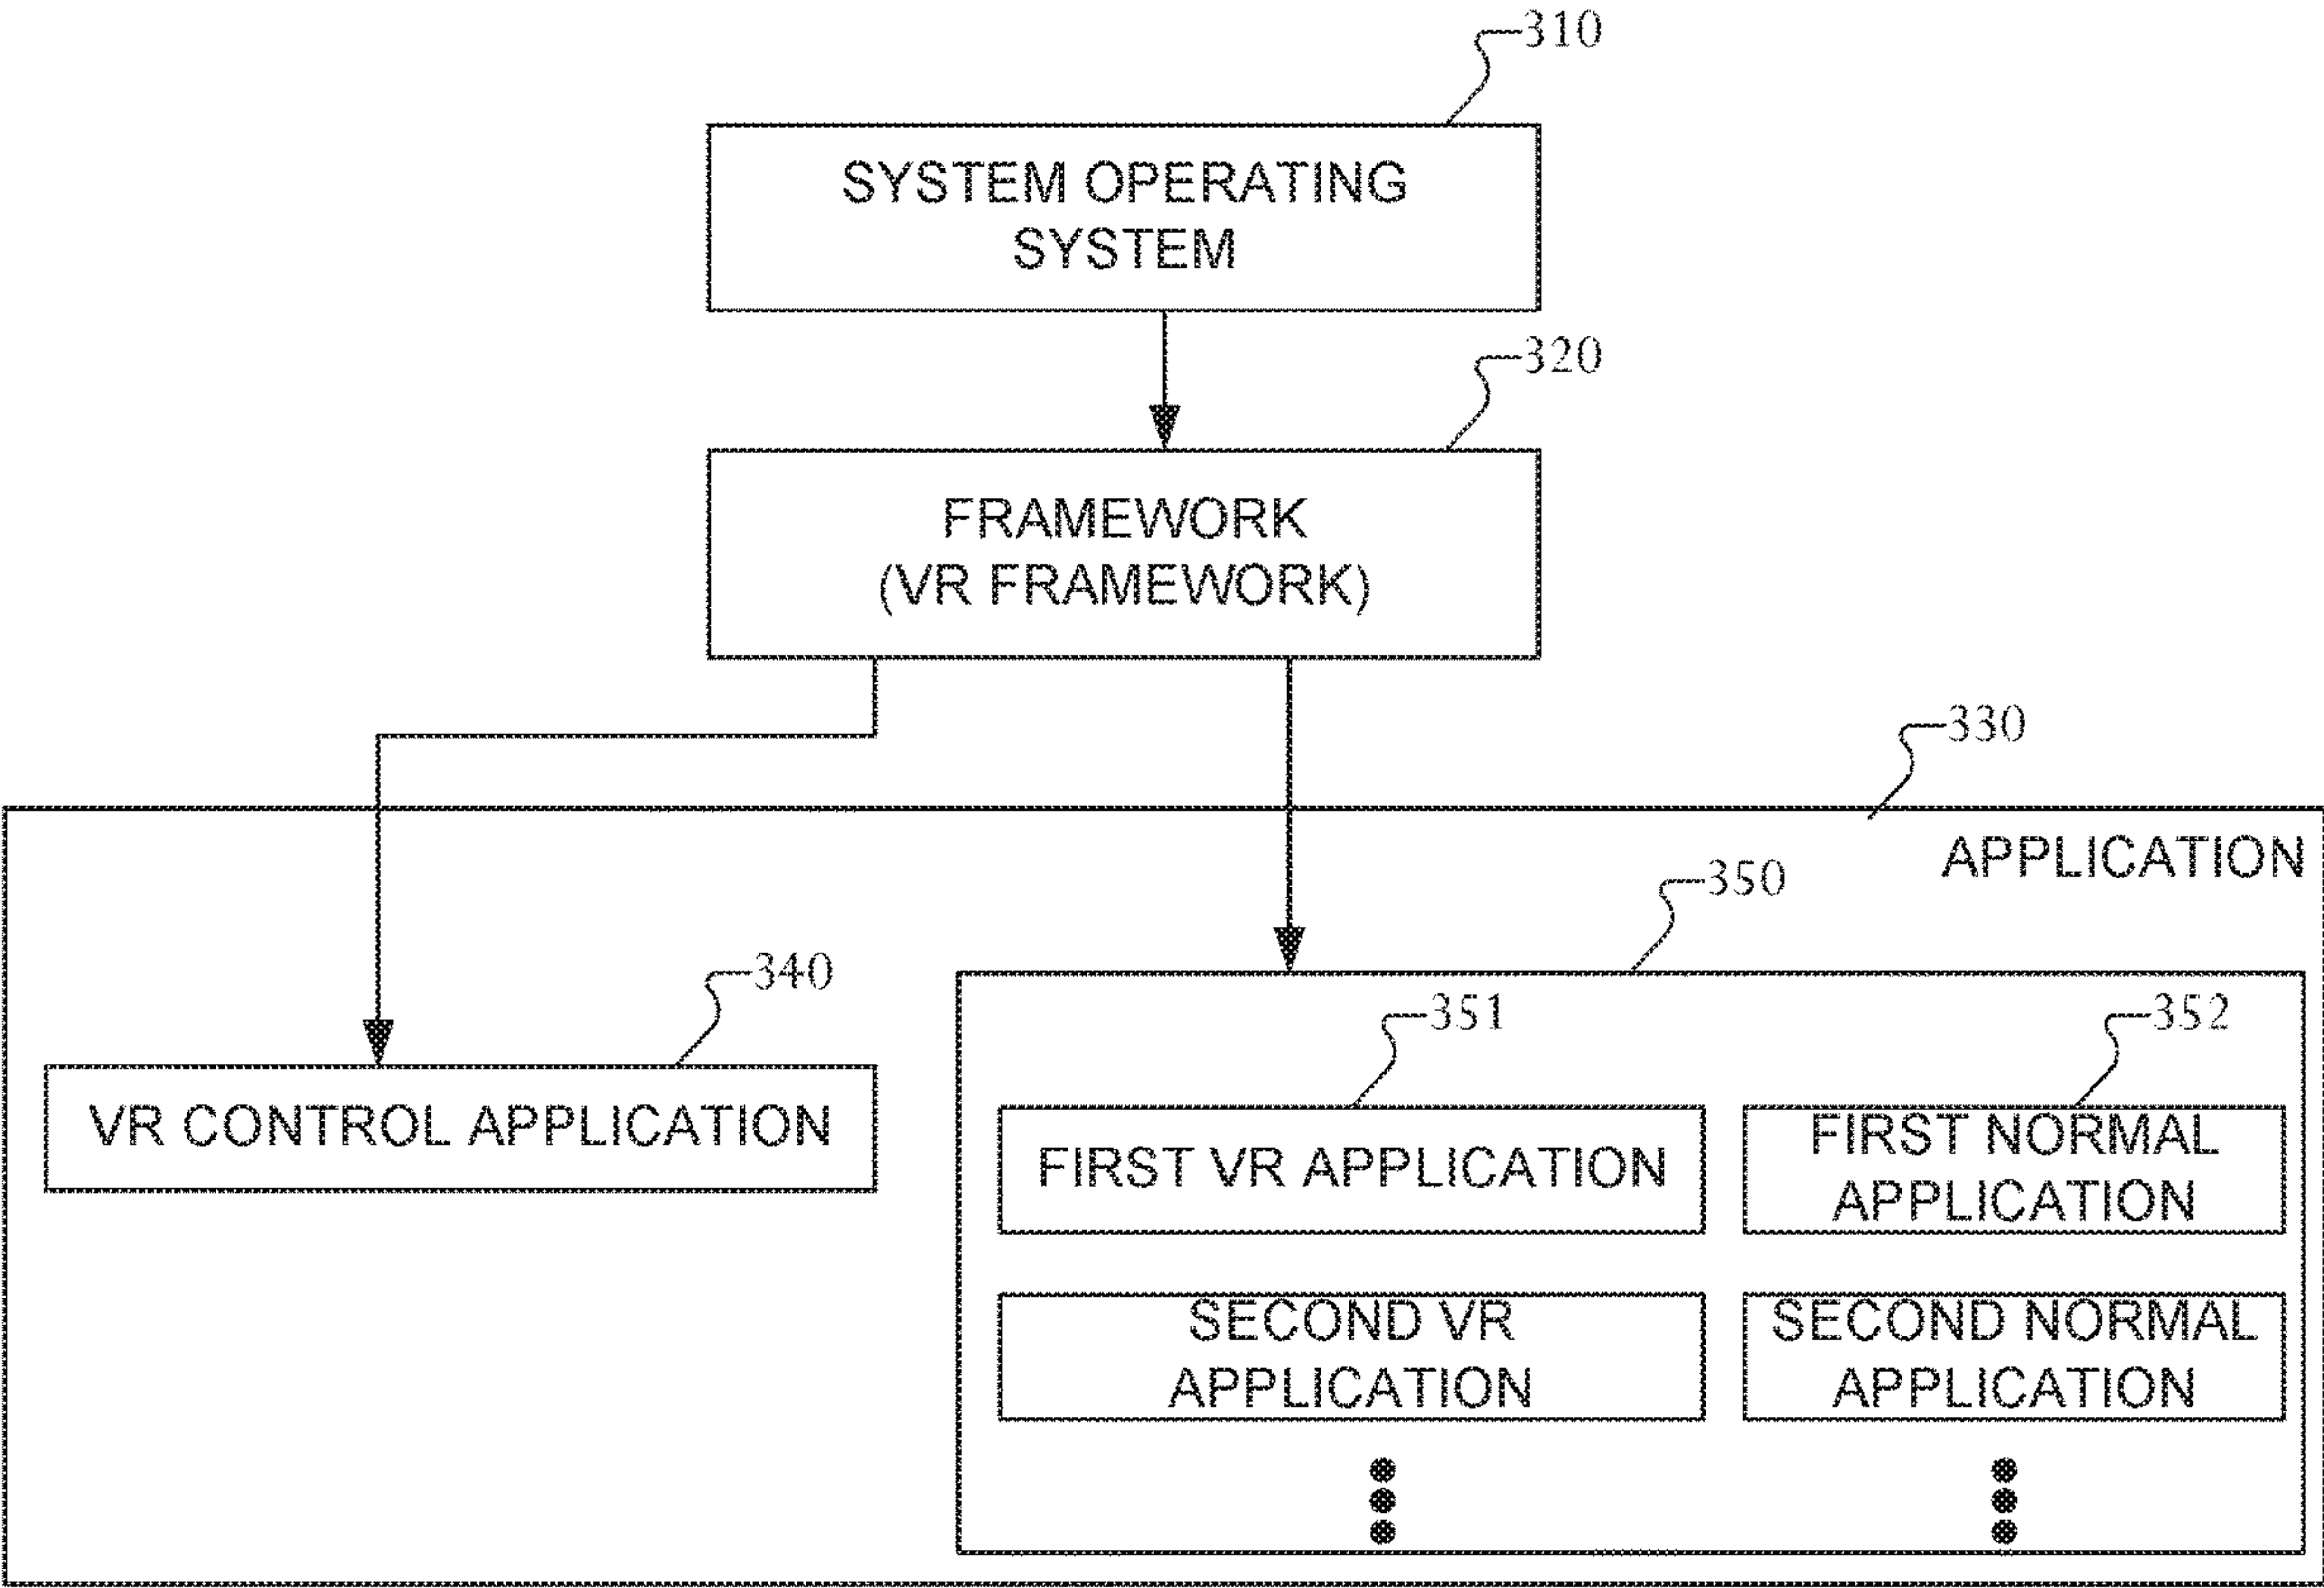 310
SYSTEM OPERATING
SYSTEM
320
FRAMEWORK
(VR FRAMEWORK)
330
APPLICATION
350
340
351
352
VR CONTROL APPLICATION
FIRST VR APPLICATION
FIRST NORMAL
APPLICATION
SECOND VR
APPLICATION
SECOND NORMAL
APPLICATION